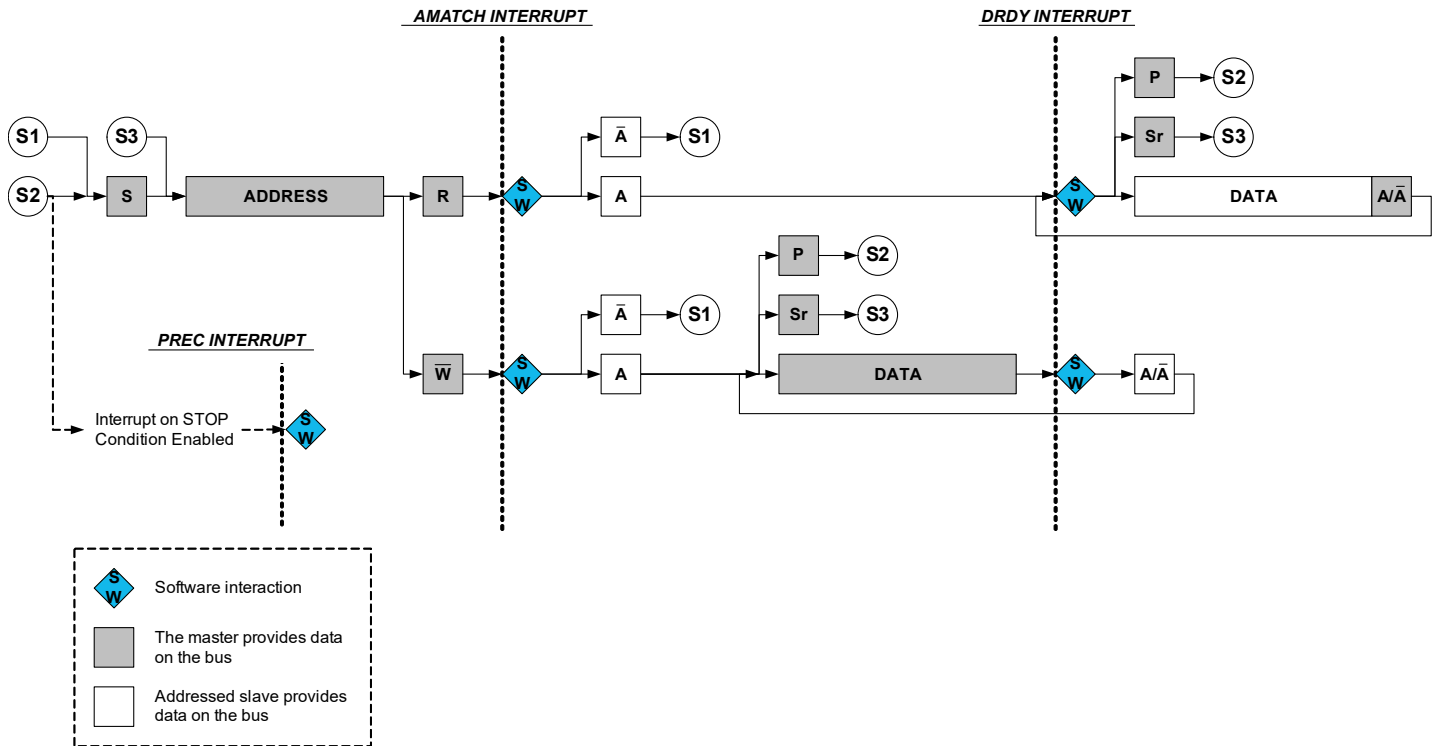 AMATCH INTERRUPT
DRDY INTERRUPT
P
S2
S1
S3
A̅
S1
Sr
S3
S2
S
ADDRESS
R
S
W
A
S
W
DATA
A/A̅
P
S2
A̅
S1
Sr
S3
PREC INTERRUPT
W̅
S
W
A
DATA
S
W
A/A̅
Interrupt on STOP
Condition Enabled
S
W
S
W
Software interaction
The master provides data
on the bus
Addressed slave provides
data on the bus